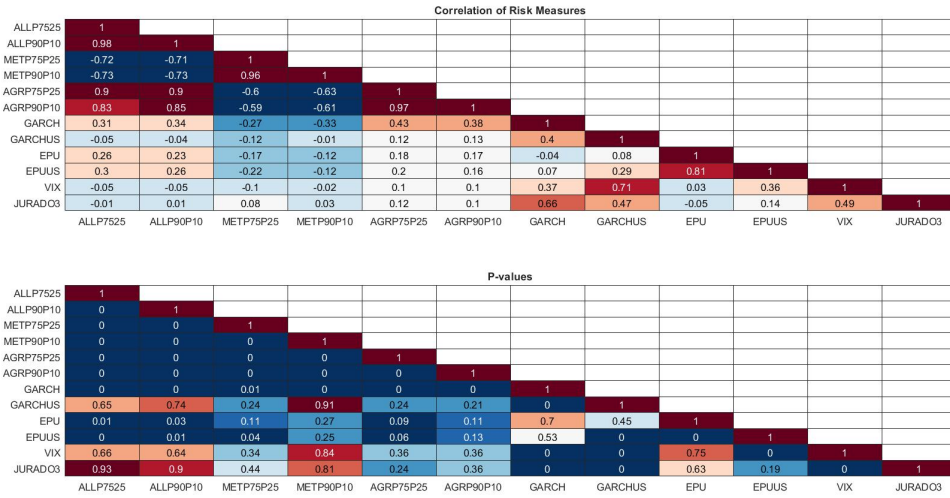 Correlation of Risk Measures
ALLP7525 1
ALLP90P10 0.98 1
METP75P25 -0.72 -0.71 1
METP90P10 -0.73 -0.73 0.96 1
AGRP75P25 0.9 0.9 -0.6 -0.63 1
AGRP90P10 0.83 0.85 -0.59 -0.61 0.97 1
GARCH 0.31 0.34 -0.27 -0.33 0.43 0.38 1
GARCHUS -0.05 -0.04 -0.12 -0.01 0.12 0.13 0.4 1
EPU 0.26 0.23 -0.17 -0.12 0.18 0.17 -0.04 0.08 1
EPUUS 0.3 0.26 -0.22 -0.12 0.2 0.16 0.07 0.29 0.81 1
VIX -0.05 -0.05 -0.1 -0.02 0.1 0.1 0.37 0.71 0.03 0.36 1
JURADO3 -0.01 0.01 0.08 0.03 0.12 0.1 0.66 0.47 -0.05 0.14 0.49 1
ALLP7525 ALLP90P10 METP75P25 METP90P10 AGRP75P25 AGRP90P10 GARCH GARCHUS EPU EPUUS VIX JURADO3
P-values
ALLP7525 1
ALLP90P10 0 1
METP75P25 0 0 1
METP90P10 0 0 0 1
AGRP75P25 0 0 0 0 1
AGRP90P10 0 0 0 0 0 1
GARCH 0 0 0.01 0 0 0 1
GARCHUS 0.65 0.74 0.24 0.91 0.24 0.21 0 1
EPU 0.01 0.03 0.11 0.27 0.09 0.11 0.7 0.45 1
EPUUS 0 0.01 0.04 0.25 0.06 0.13 0.53 0 0 1
VIX 0.66 0.64 0.34 0.84 0.36 0.36 0 0 0.75 0 1
JURADO3 0.93 0.9 0.44 0.81 0.24 0.36 0 0 0.63 0.19 0 1
ALLP7525 ALLP90P10 METP75P25 METP90P10 AGRP75P25 AGRP90P10 GARCH GARCHUS EPU EPUUS VIX JURADO3